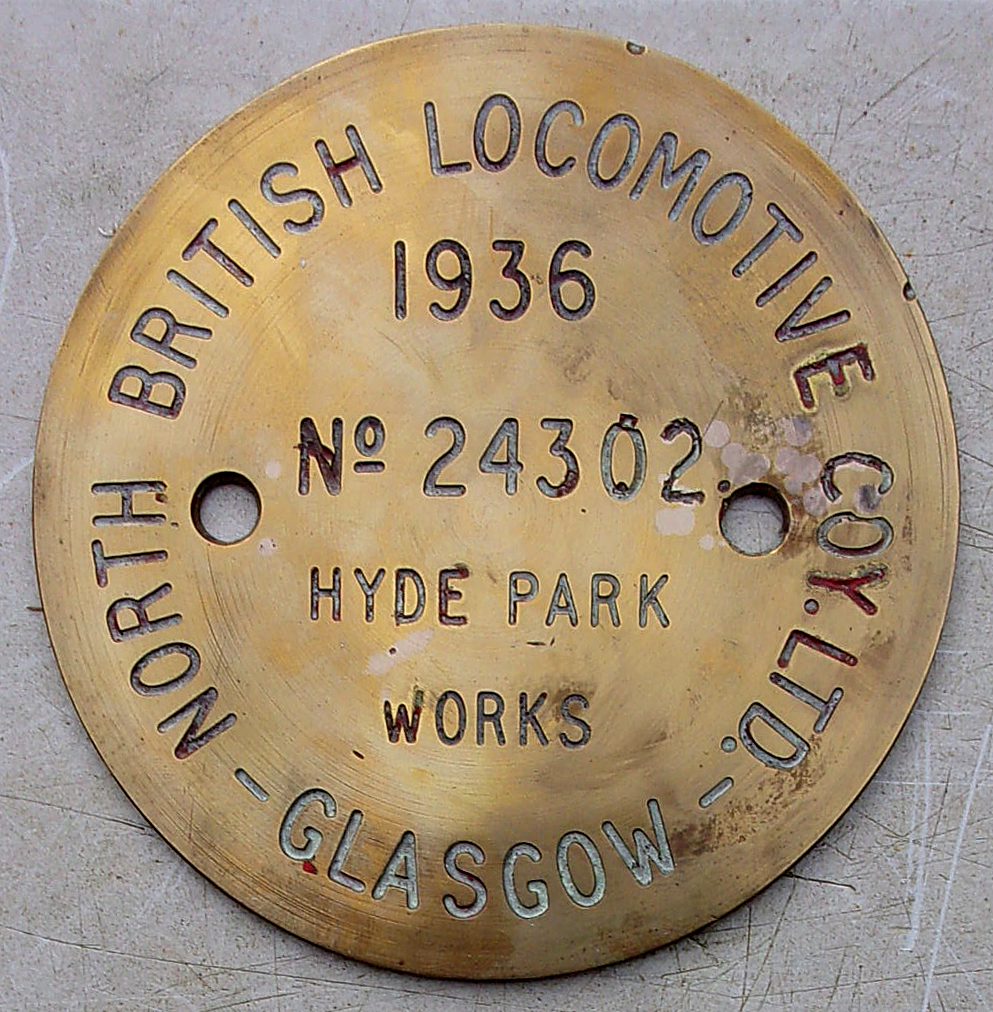 NORTH BRITISH LOCOMOTIVE COY. LTD.
1936
Nº 24302
HYDE PARK
WORKS
- GLASGOW -